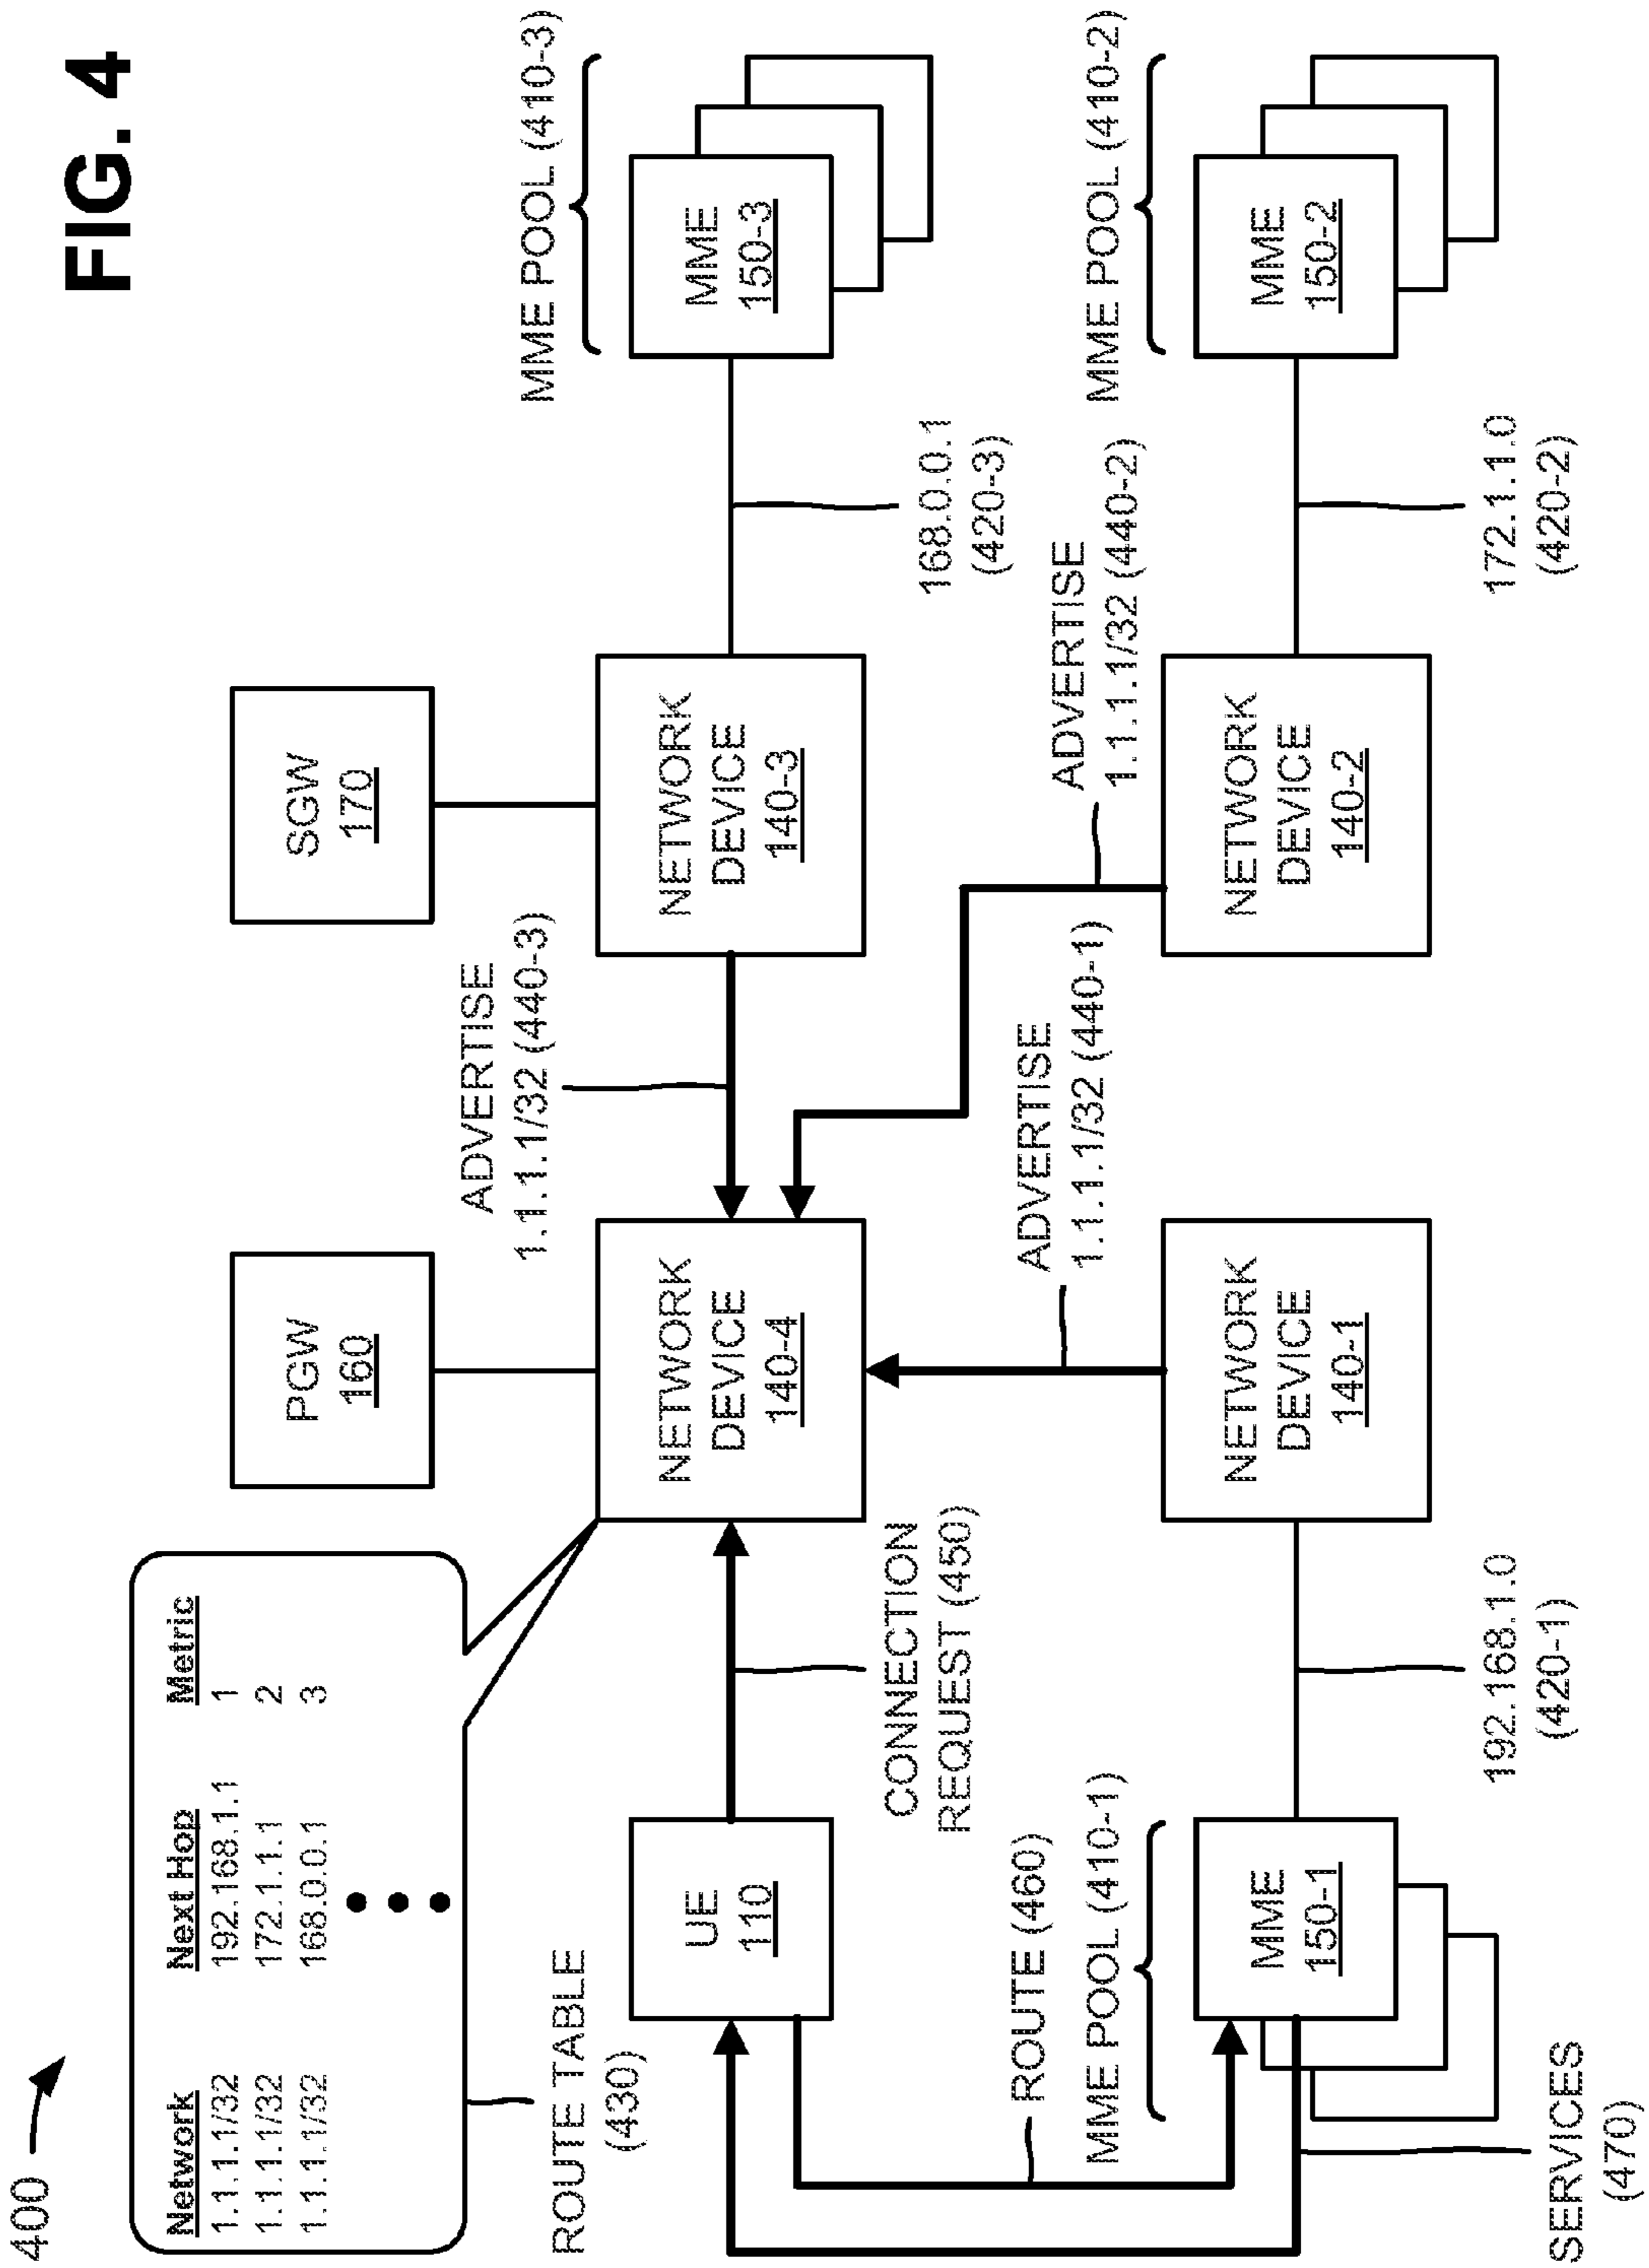 FIG. 4
400
Network Next Hop Metric
1.1.1.1/32 192.168.1.1 1
1.1.1.1/32 172.1.1.1 2
1.1.1.1/32 168.0.0.1 3
ROUTE TABLE
(430)
PGW
160
SGW
170
ADVERTISE
1.1.1.1/32 (440-3)
MME POOL (410-3)
UE
110
NETWORK
DEVICE
140-4
NETWORK
DEVICE
140-3
MME
150-3
CONNECTION
REQUEST (450)
168.0.0.1
(420-3)
ROUTE (460)
ADVERTISE
1.1.1.1/32 (440-1)
ADVERTISE
1.1.1.1/32 (440-2)
MME POOL (410-1)
MME POOL (410-2)
MME
150-1
NETWORK
DEVICE
140-1
NETWORK
DEVICE
140-2
MME
150-2
SERVICES
(470)
192.168.1.0
(420-1)
172.1.1.0
(420-2)